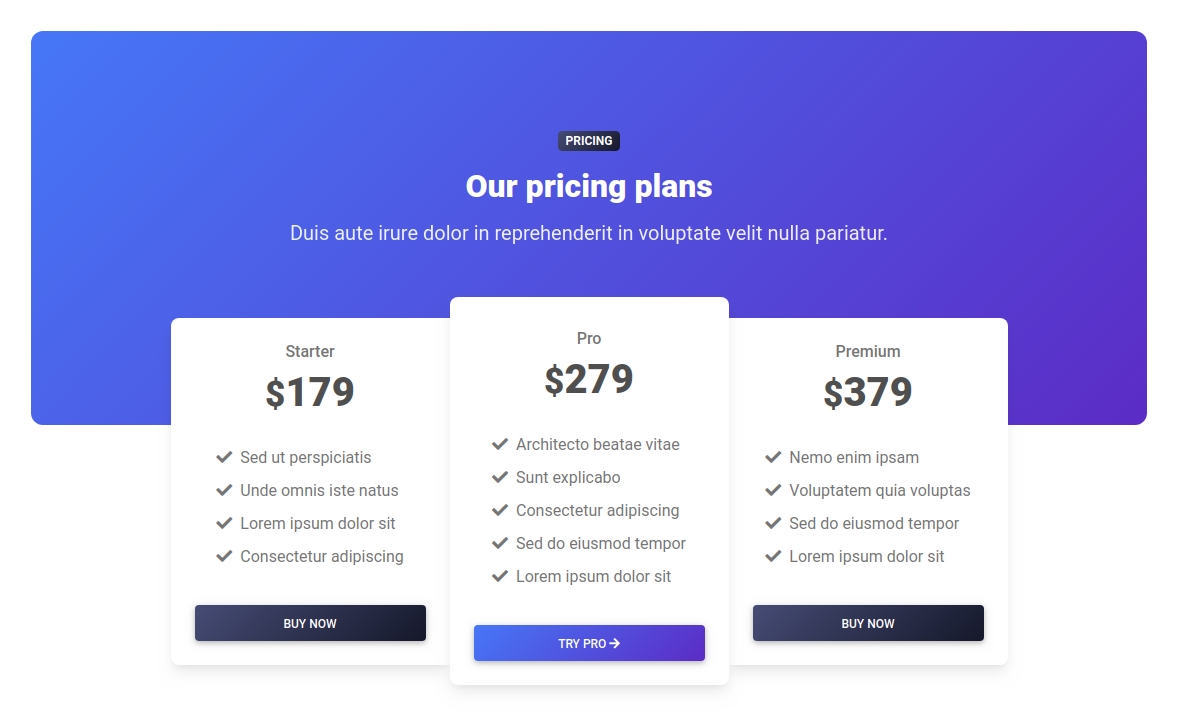 PRICING
Our pricing plans
Duis aute irure dolor in reprehenderit in voluptate velit nulla pariatur.
Starter
$179
Sed ut perspiciatis
Unde omnis iste natus
Lorem ipsum dolor sit
Consectetur adipiscing
BUY NOW
Pro
$279
Architecto beatae vitae
Sunt explicabo
Consectetur adipiscing
Sed do eiusmod tempor
Lorem ipsum dolor sit
TRY PRO
Premium
$379
Nemo enim ipsam
Voluptatem quia voluptas
Sed do eiusmod tempor
Lorem ipsum dolor sit
BUY NOW